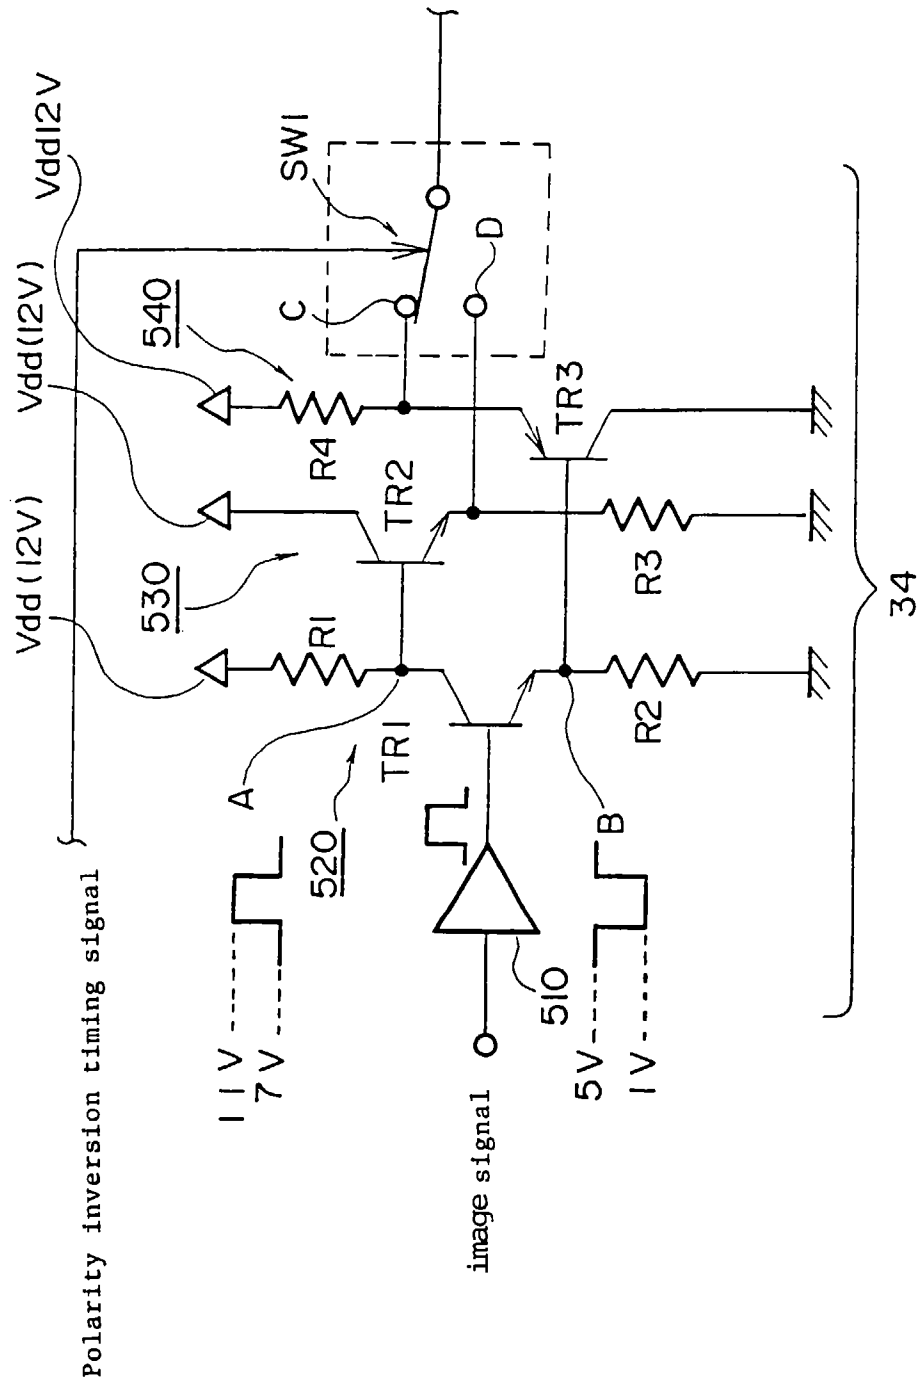 Polarity inversion timing signal
Vdd(12V)
Vdd(12V)
Vdd12V
11V
7V
A
520
TR1
R1
530
TR2
R4
540
C
SW1
D
image signal
510
5V
1V
B
R2
R3
TR3
34